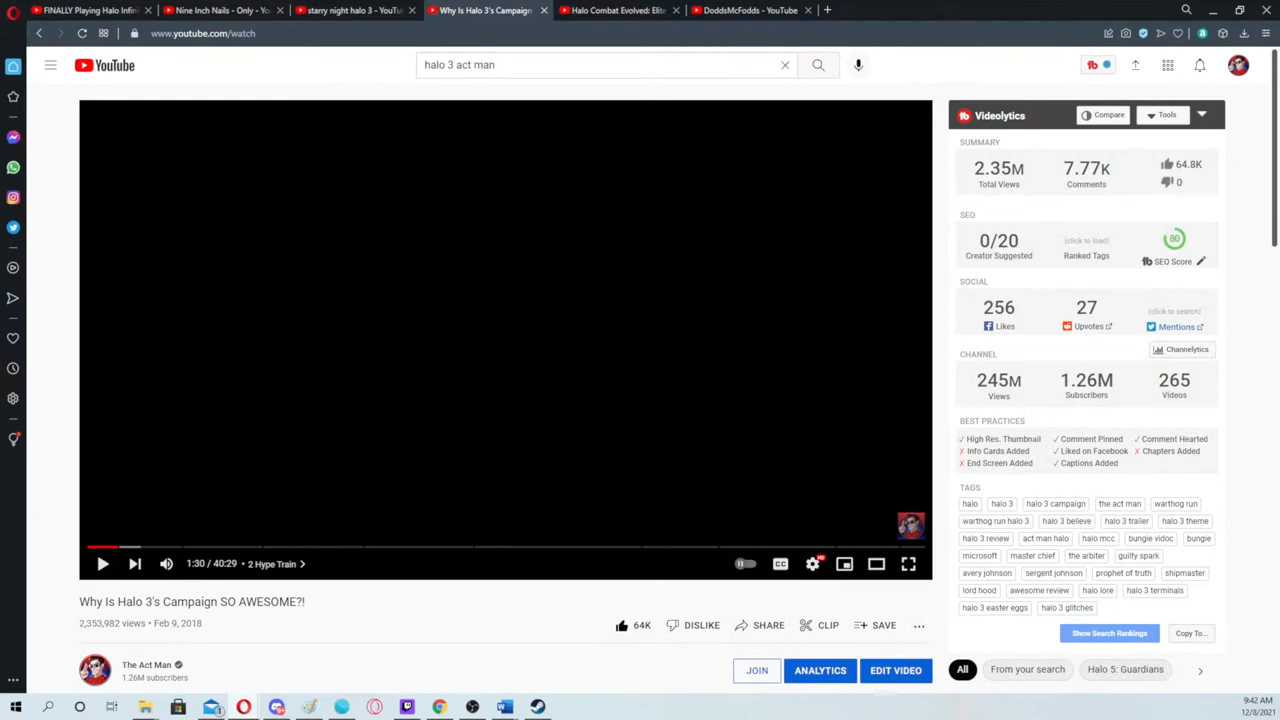 FINALLY Playing Halo Infini
Nine Inch Nails - Only - Yo
starry night halo 3 - YouTu
Why Is Halo 3's Campaign
Halo Combat Evolved: Elite
DoddsMcFodds - YouTube
www.youtube.com/watch
YouTube
halo 3 act man
tb
Videolytics
Compare
Tools
SUMMARY
2.35M
Total Views
7.77K
Comments
64.8K
0
SEO
0/20
Creator Suggested
(click to load)
Ranked Tags
80
tb SEO Score
SOCIAL
256
Likes
27
Upvotes
(click to search)
Mentions
CHANNEL
Channelytics
245M
Views
1.26M
Subscribers
265
Videos
BEST PRACTICES
✓ High Res. Thumbnail ✓ Comment Pinned ✓ Comment Hearted
✗ Info Cards Added ✓ Liked on Facebook ✗ Chapters Added
✗ End Screen Added ✓ Captions Added
TAGS
halo halo 3 halo 3 campaign the act man warthog run
warthog run halo 3 halo 3 believe halo 3 trailer halo 3 theme
halo 3 review act man halo halo mcc bungie vidoc bungie
microsoft master chief the arbiter guilty spark
avery johnson sergent johnson prophet of truth shipmaster
lord hood awesome review halo lore halo 3 terminals
halo 3 easter eggs halo 3 glitches
Show Search Rankings
Copy To...
All
From your search
Halo 5: Guardians
1:30 / 40:29 • 2 Hype Train
CC
HD
Why Is Halo 3's Campaign SO AWESOME?!
2,353,982 views • Feb 9, 2018
64K
DISLIKE
SHARE
CLIP
SAVE
The Act Man
1.26M subscribers
JOIN
ANALYTICS
EDIT VIDEO
9:42 AM
12/8/2021